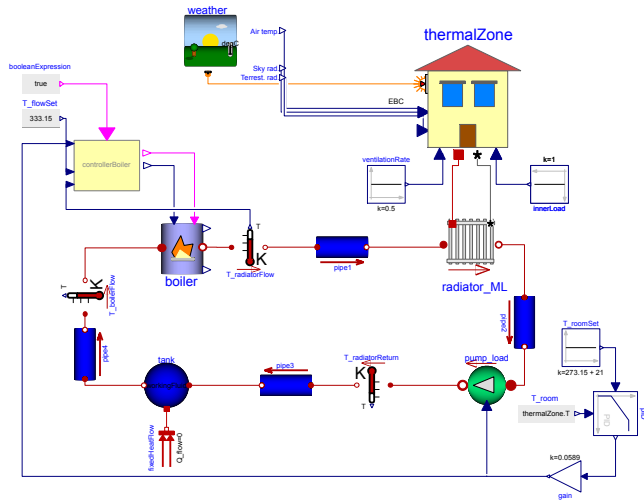 weather
degC
Air temp.
Sky rad.
Terrest. rad
thermalZone
EBC
booleanExpression
true
T_flowSet
333.15
controllerBoiler
ventilationRate
k=0.5
k=1
innerLoad
T
K
T_radiatorFlow
boiler
pipe1
radiator_ML
T
K
T_boilerFlow
pipe2
pipe4
tank
pipe3
T_radiatorReturn
K
T
pump_load
T_roomSet
k=273.15 + 21
T_room
thermalZone.T
PID
PID
fixedHeatFlow
Q_flow=0
k=0.0589
gain